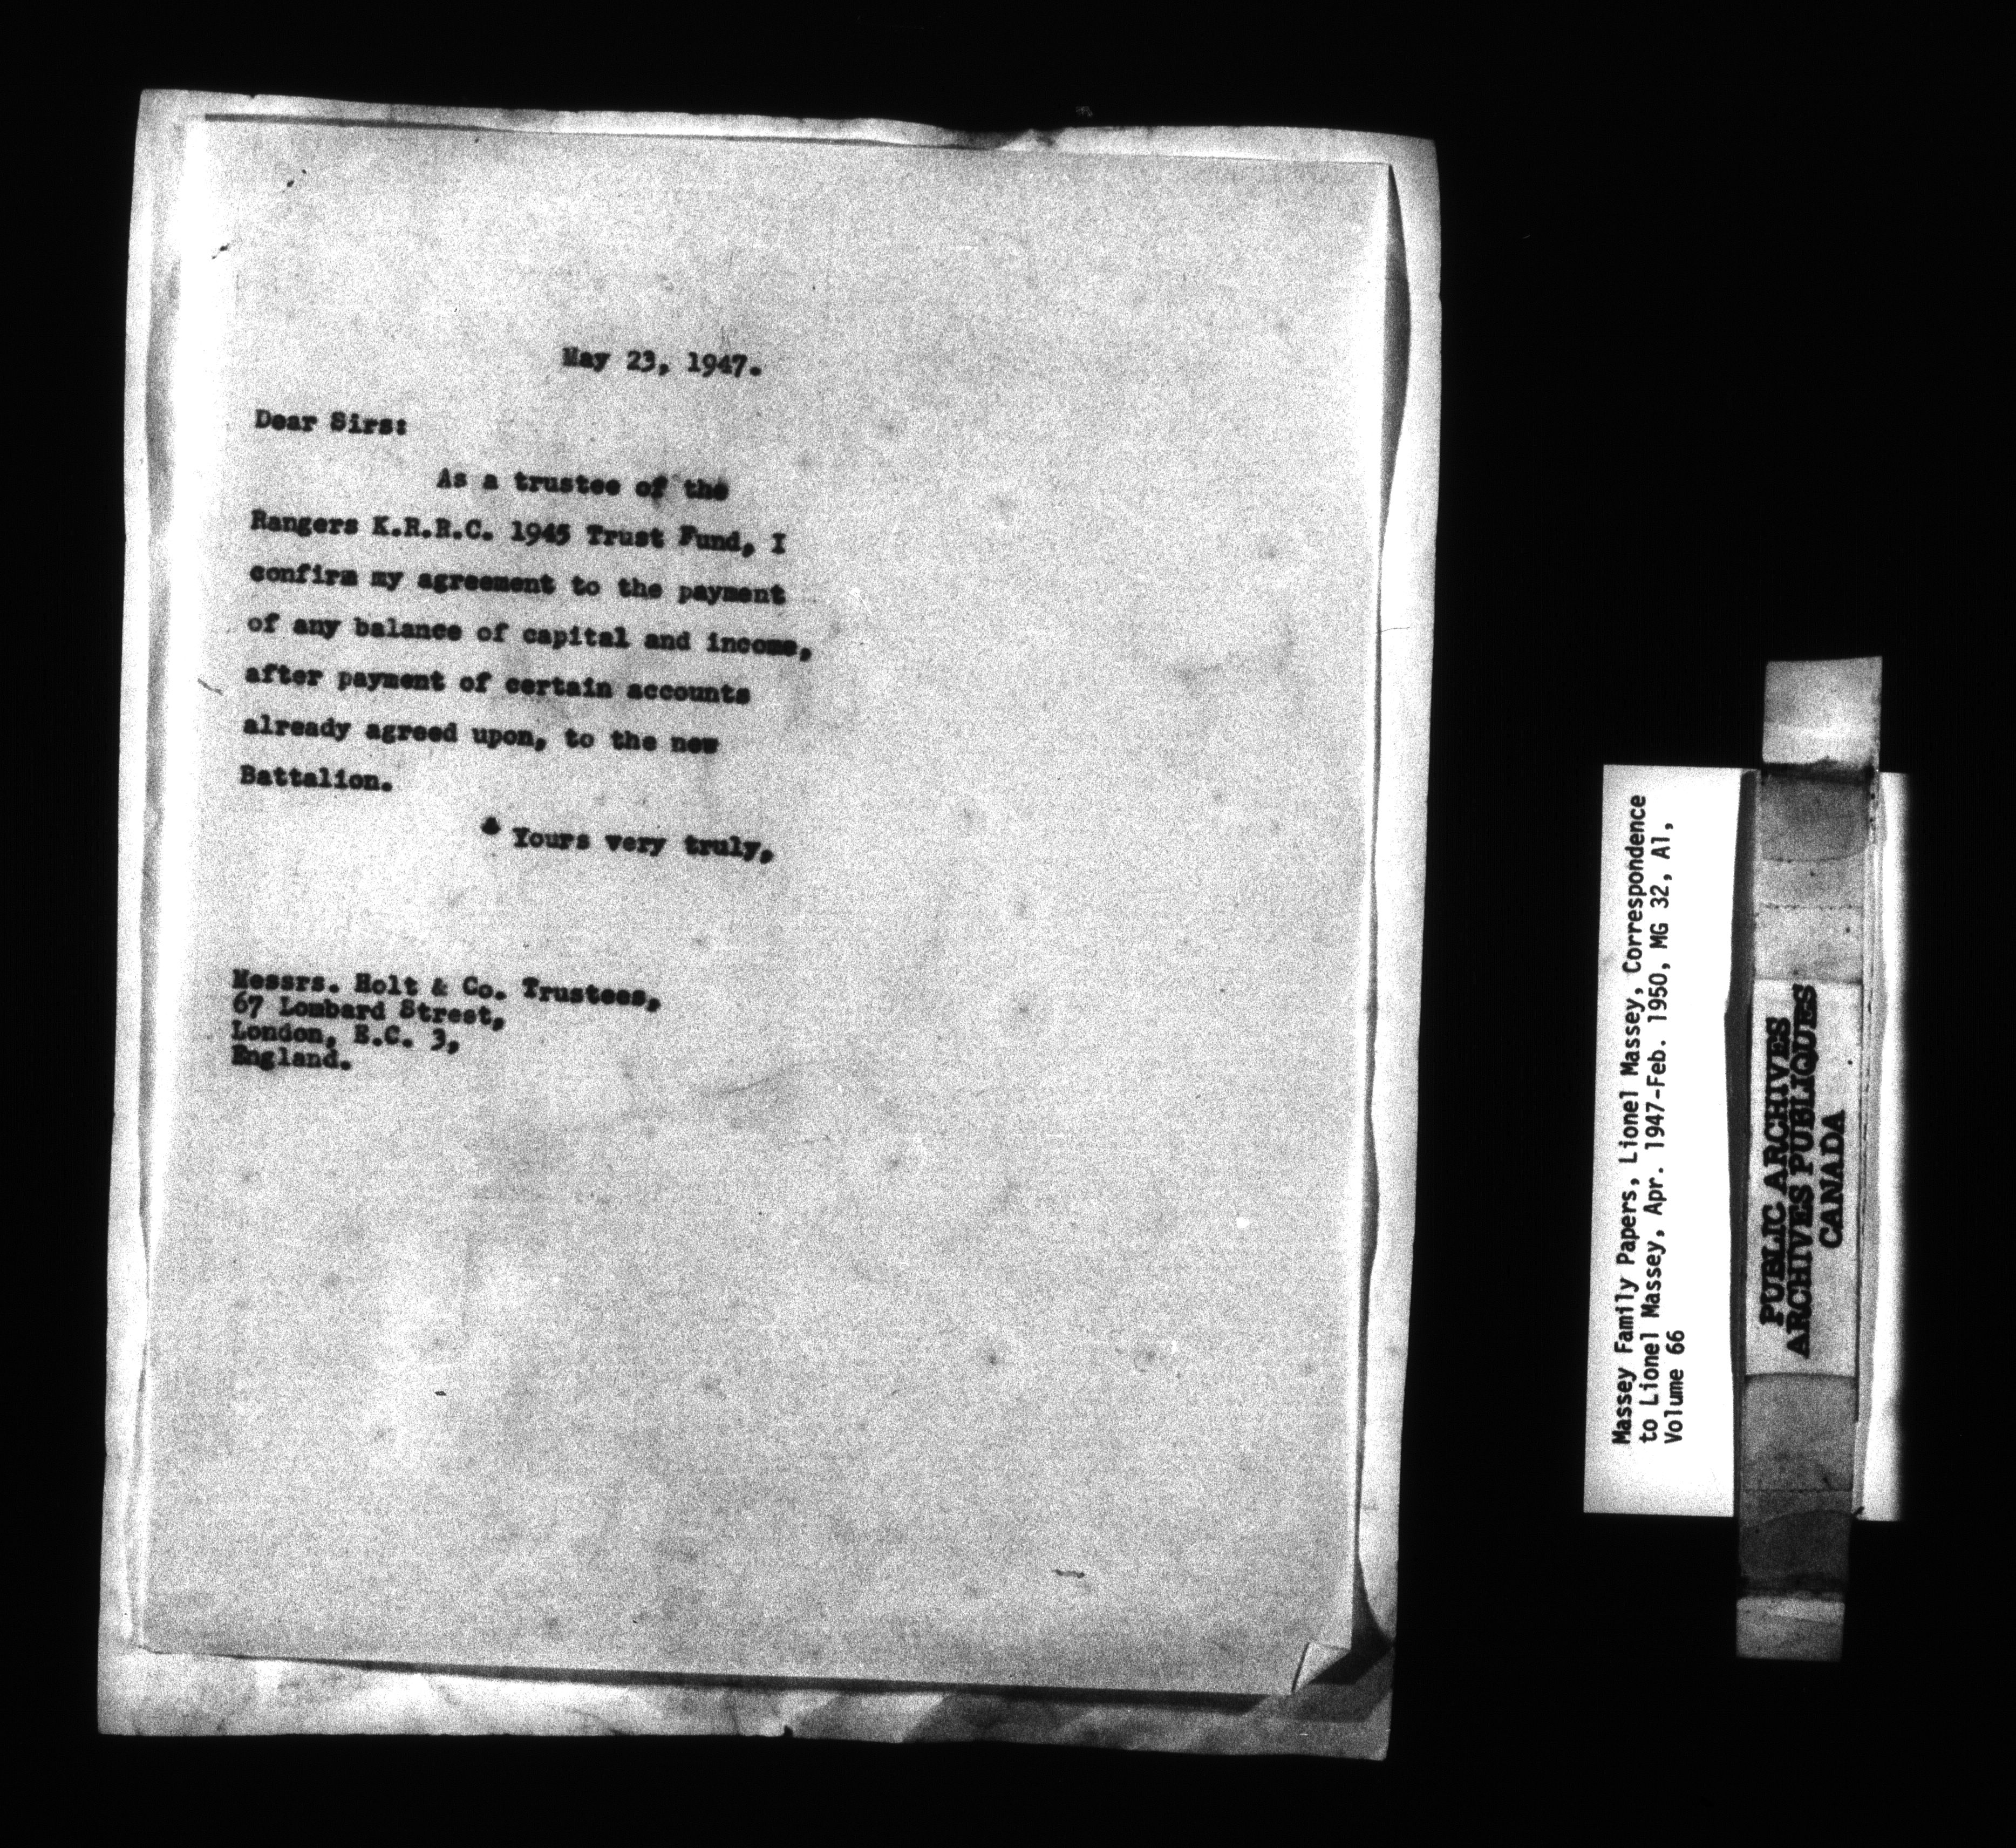 May 23, 1947.
Dear Sirs:
As a trustee of the
Rangers K.R.R.C. 1945 Trust Fund, I
confirm my agreement to the payment
of any balance of capital and income,
after payment of certain accounts
already agreed upon, to the new
Battalion.
Yours very truly,
Messrs. Holt & Co. Trustees,
67 Lombard Street,
London, E.C. 3,
England.
Massey Family Papers, Lionel Massey, Correspondence
to Lionel Massey, Apr. 1947-Feb. 1950, MG 32, A1,
Volume 66
PUBLIC ARCHIVES
ARCHIVES PUBLIQUES
CANADA